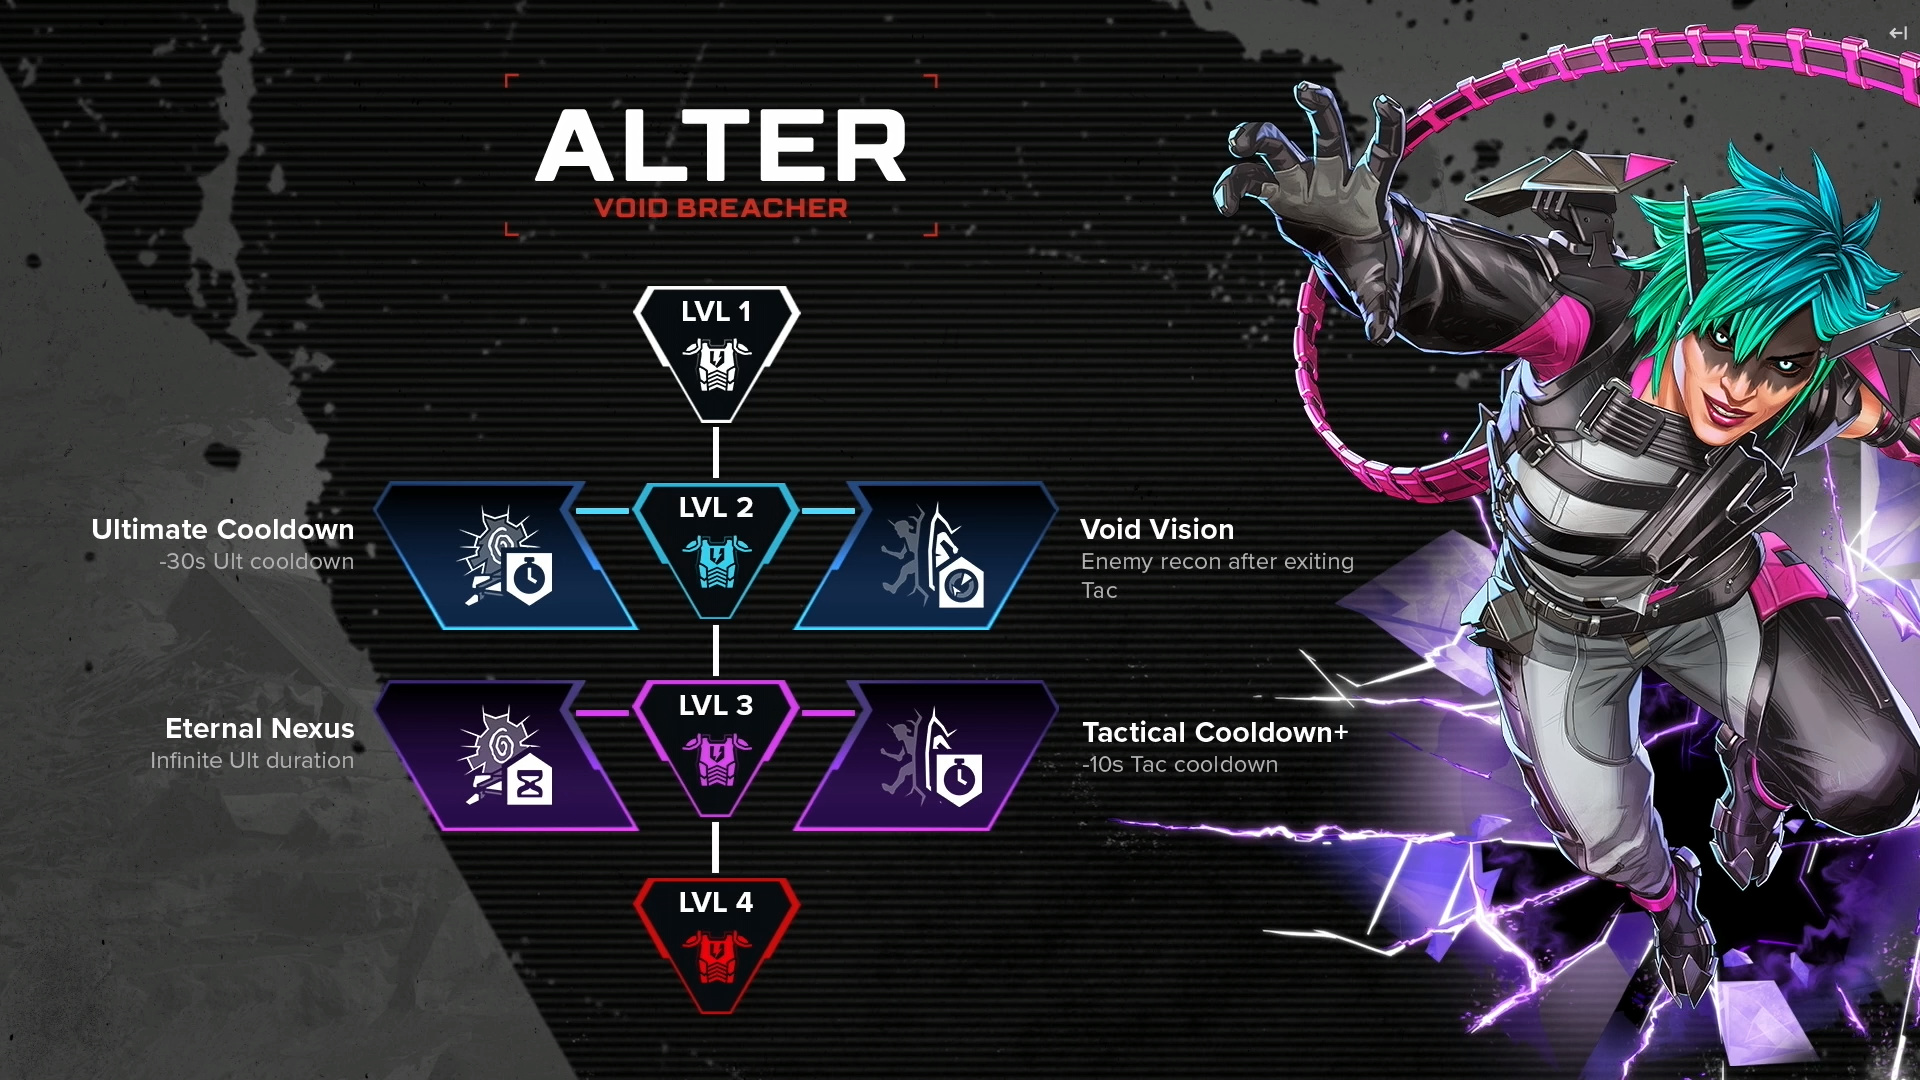 ALTER
VOID BREACHER
LVL 1
LVL 2
Ultimate Cooldown
-30s Ult cooldown
Void Vision
Enemy recon after exiting
Tac
LVL 3
Eternal Nexus
Infinite Ult duration
Tactical Cooldown+
-10s Tac cooldown
LVL 4